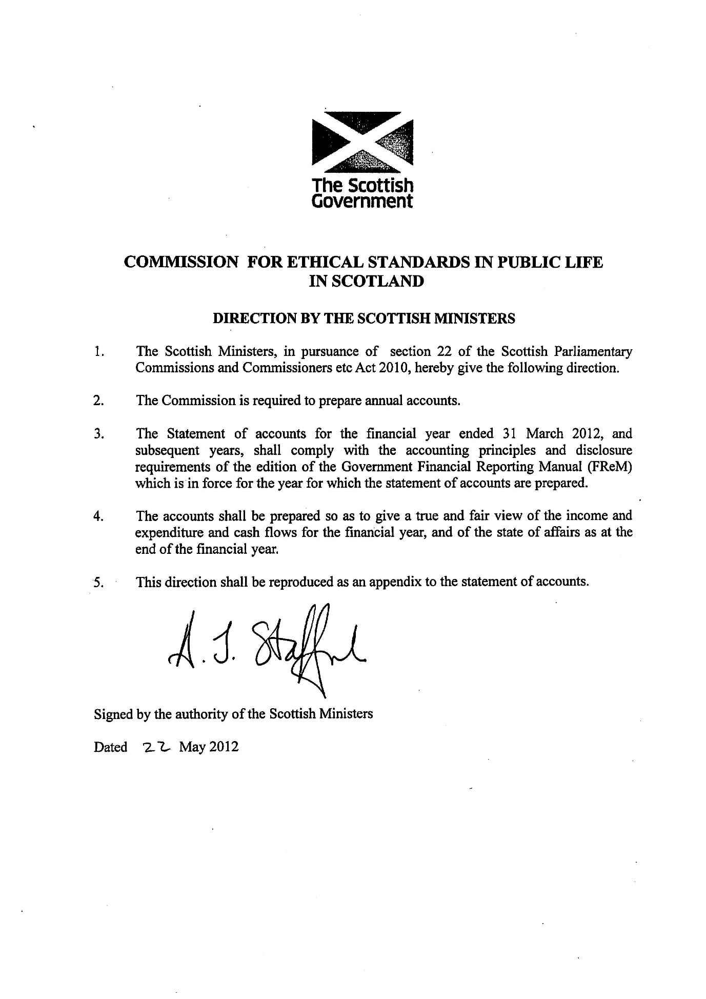 The Scottish
Government
COMMISSION FOR ETHICAL STANDARDS IN PUBLIC LIFE
IN SCOTLAND
DIRECTION BY THE SCOTTISH MINISTERS
1. The Scottish Ministers, in pursuance of section 22 of the Scottish Parliamentary
Commissions and Commissioners etc Act 2010, hereby give the following direction.
2. The Commission is required to prepare annual accounts.
3. The Statement of accounts for the financial year ended 31 March 2012, and
subsequent years, shall comply with the accounting principles and disclosure
requirements of the edition of the Government Financial Reporting Manual (FReM)
which is in force for the year for which the statement of accounts are prepared.
4. The accounts shall be prepared so as to give a true and fair view of the income and
expenditure and cash flows for the financial year, and of the state of affairs as at the
end of the financial year.
5. This direction shall be reproduced as an appendix to the statement of accounts.
A. J.
Signed by the authority of the Scottish Ministers
Dated 22 May 2012